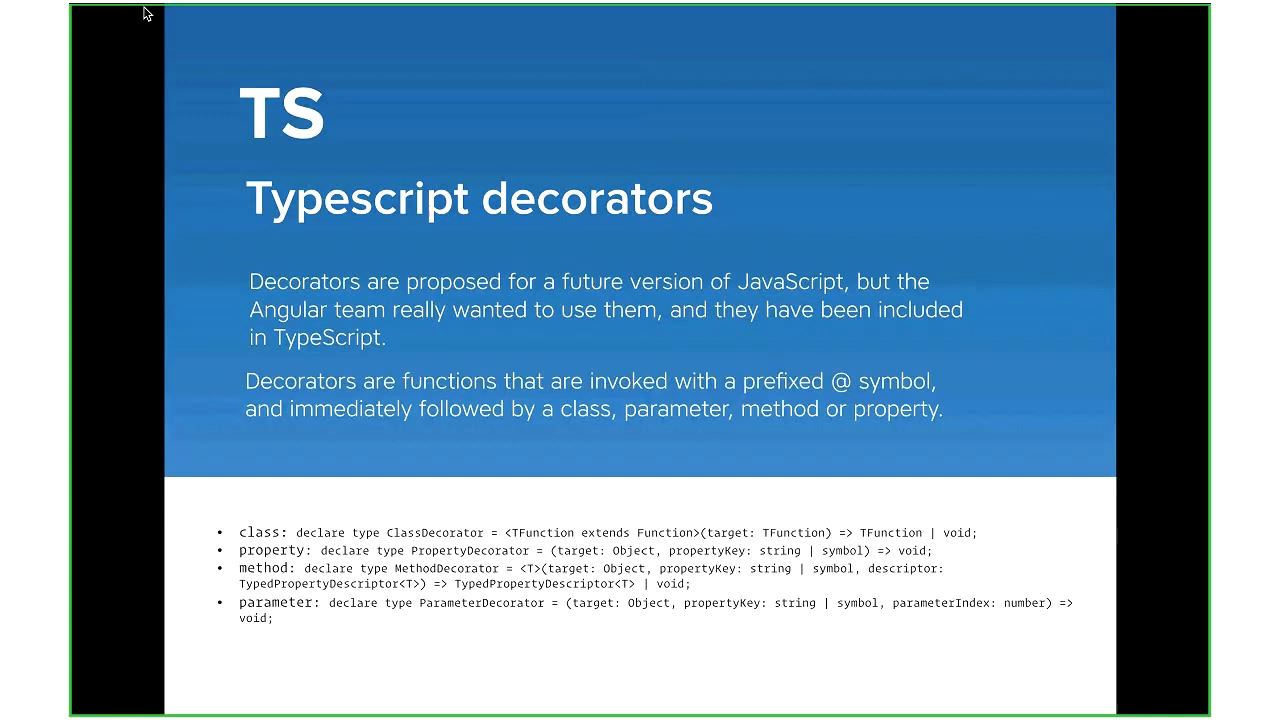 TS
Typescript decorators
Decorators are proposed for a future version of JavaScript, but the
Angular team really wanted to use them, and they have been included
in TypeScript.
Decorators are functions that are invoked with a prefixed @ symbol,
and immediately followed by a class, parameter, method or property.
• class: declare type ClassDecorator = <TFunction extends Function>(target: TFunction) => TFunction | void;
• property: declare type PropertyDecorator = (target: Object, propertyKey: string | symbol) => void;
• method: declare type MethodDecorator = <T>(target: Object, propertyKey: string | symbol, descriptor:
TypedPropertyDescriptor<T>) => TypedPropertyDescriptor<T> | void;
• parameter: declare type ParameterDecorator = (target: Object, propertyKey: string | symbol, parameterIndex: number) =>
void;